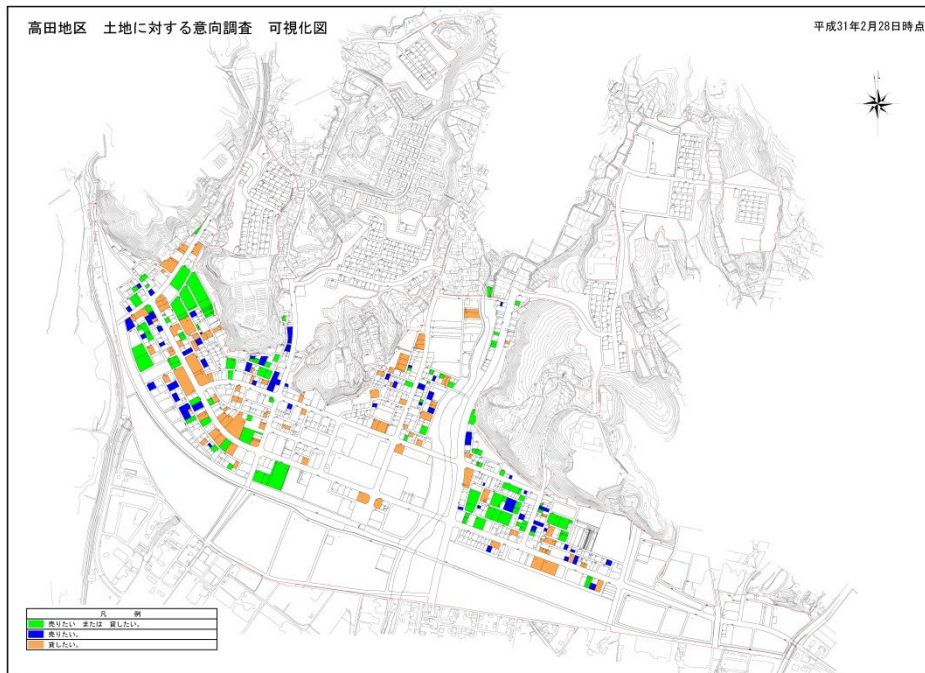 高田地区 土地に対する意向調査 可視化図
平成31年2月28日時点
凡 例
売りたい または 貸したい。
売りたい。
貸したい。